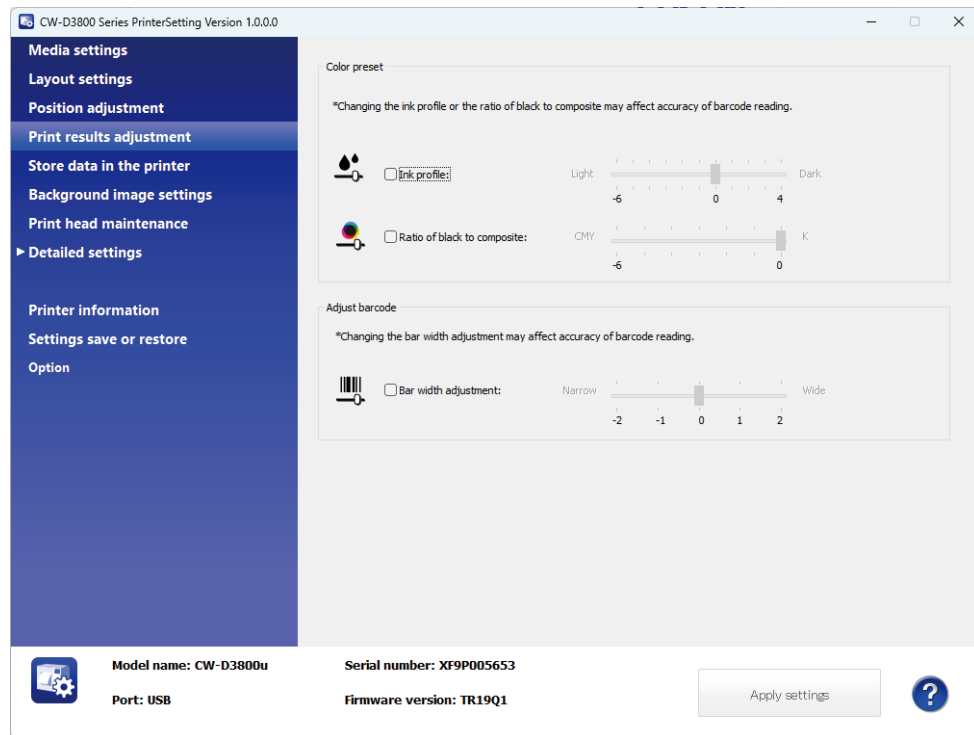 CW-D3800 Series PrinterSetting Version 1.0.0.0
Media settings
Layout settings
Position adjustment
Print results adjustment
Store data in the printer
Background image settings
Print head maintenance
Detailed settings
Printer information
Settings save or restore
Option
Color preset
*Changing the ink profile or the ratio of black to composite may affect accuracy of barcode reading.
Ink profile: Light Dark
-6 0 4
Ratio of black to composite: CMY K
-6 0
Adjust barcode
*Changing the bar width adjustment may affect accuracy of barcode reading.
Bar width adjustment: Narrow Wide
-2 -1 0 1 2
Model name: CW-D3800u Serial number: XF9P005653
Port: USB Firmware version: TR19Q1
Apply settings
?